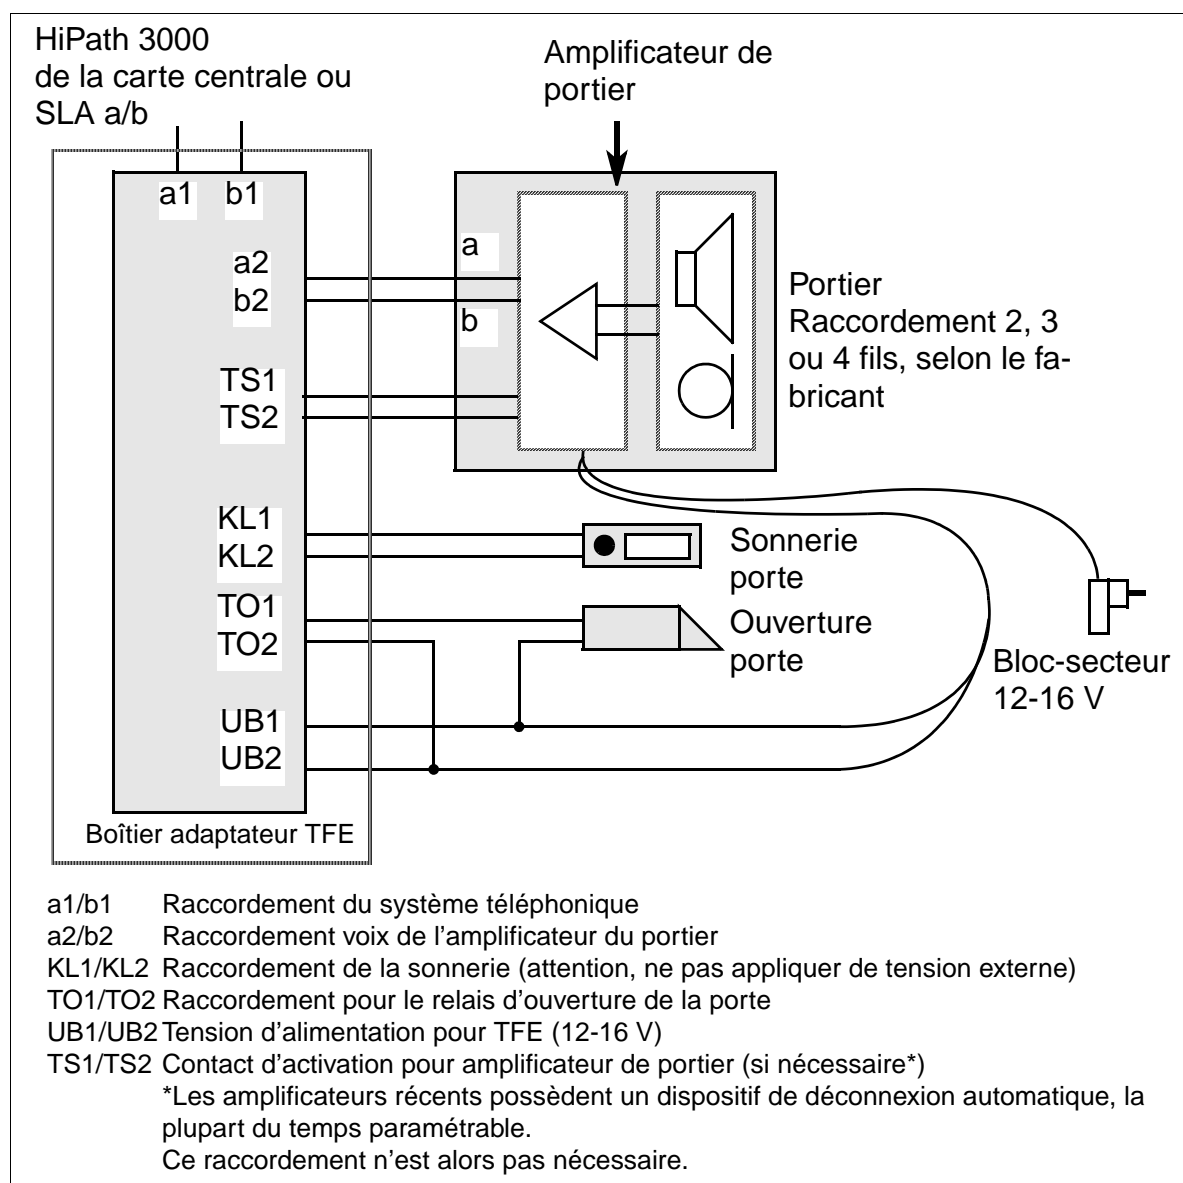 HiPath 3000
de la carte centrale ou
SLA a/b
Amplificateur de
portier
a1 b1
a2
b2
a
b
TS1
TS2
Portier
Raccordement 2, 3
ou 4 fils, selon le fa-
bricant
KL1
KL2
Sonnerie
porte
TO1
TO2
Ouverture
porte
Bloc-secteur
12-16 V
UB1
UB2
Boîtier adaptateur TFE
a1/b1 Raccordement du système téléphonique
a2/b2 Raccordement voix de l’amplificateur du portier
KL1/KL2 Raccordement de la sonnerie (attention, ne pas appliquer de tension externe)
TO1/TO2 Raccordement pour le relais d’ouverture de la porte
UB1/UB2 Tension d’alimentation pour TFE (12-16 V)
TS1/TS2 Contact d’activation pour amplificateur de portier (si nécessaire*)
*Les amplificateurs récents possèdent un dispositif de déconnexion automatique, la
plupart du temps paramétrable.
Ce raccordement n’est alors pas nécessaire.